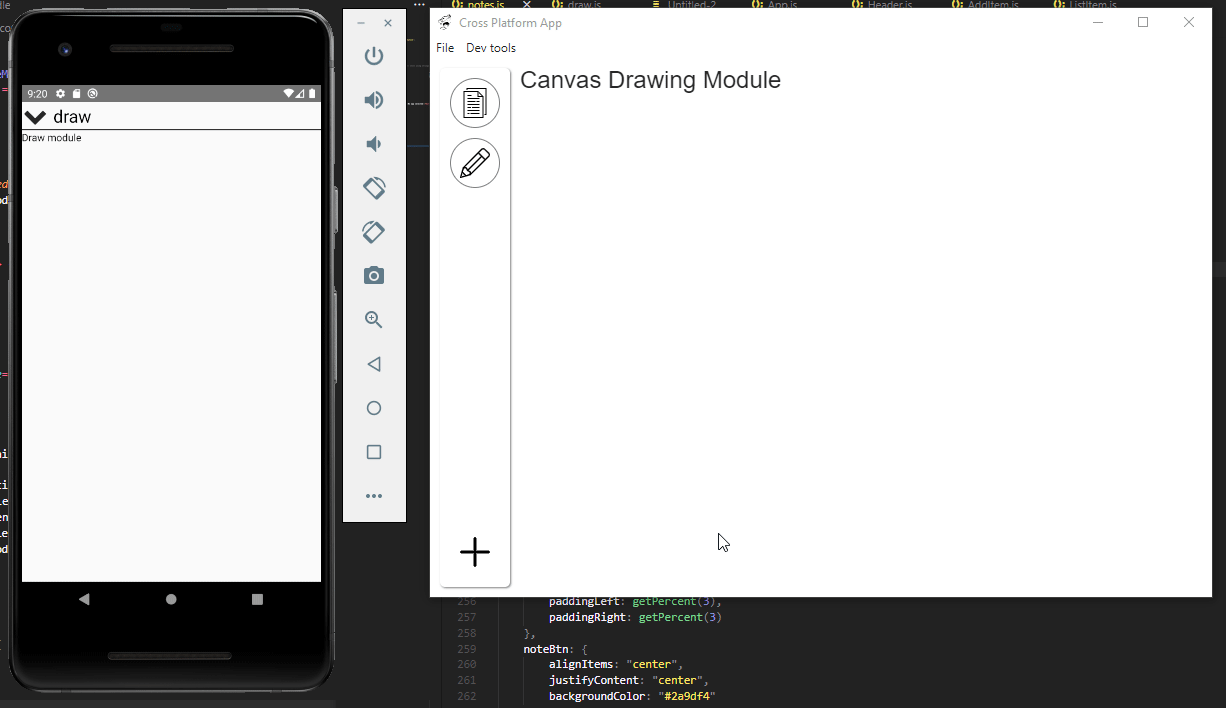 notes.js
draw.js
Untitled-2
App.js
Header.js
AddItem.js
ListItem.js
Cross Platform App
File Dev tools
Canvas Drawing Module
9:20
draw
Draw module
256 paddingLeft: getPercent(3),
257 paddingRight: getPercent(3)
258 },
259 noteBtn: {
260 alignItems: "center",
261 justifyContent: "center",
262 backgroundColor: "#2a9df4"